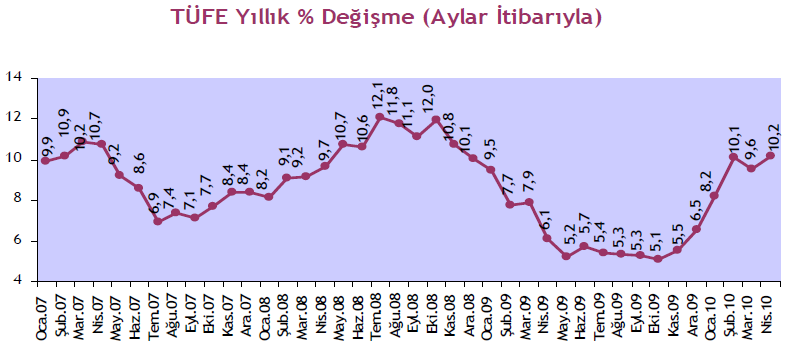 TÜFE Yıllık % Değişme (Aylar İtibarıyla)
14
12
10
8
6
4
9,9
10,9
10,2
10,7
9,2
8,6
6,9
7,4
7,1
7,7
8,4
8,4
8,2
9,1
9,2
9,7
10,7
10,6
12,1
11,8
11,1
12,0
10,8
10,1
9,5
7,7
7,9
6,1
5,2
5,7
5,4
5,3
5,3
5,1
5,5
6,5
8,2
10,1
9,6
10,2
Oca.07
Şub.07
Mar.07
Nis.07
May.07
Haz.07
Tem.07
Ağu.07
Eyl.07
Eki.07
Kas.07
Ara.07
Oca.08
Şub.08
Mar.08
Nis.08
May.08
Haz.08
Tem.08
Ağu.08
Eyl.08
Eki.08
Kas.08
Ara.08
Oca.09
Şub.09
Mar.09
Nis.09
May.09
Haz.09
Tem.09
Ağu.09
Eyl.09
Eki.09
Kas.09
Ara.09
Oca.10
Şub.10
Mar.10
Nis.10